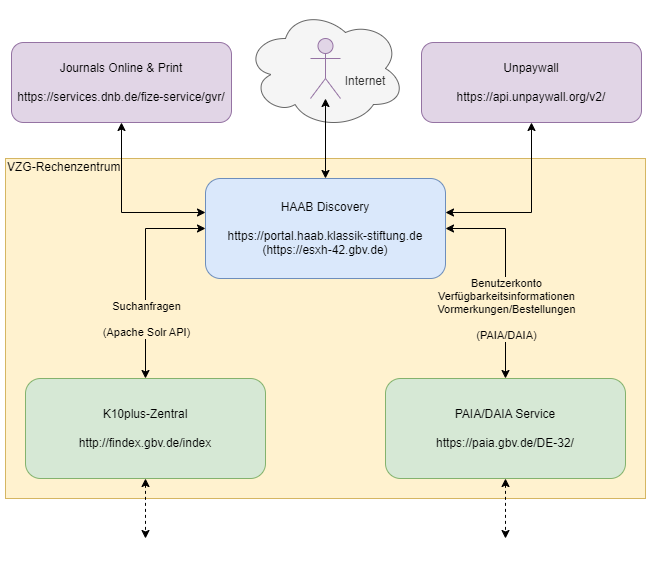 Journals Online & Print
https://services.dnb.de/fize-service/gvr/
Internet
Unpaywall
https://api.unpaywall.org/v2/
VZG-Rechenzentrum
HAAB Discovery
https://portal.haab.klassik-stiftung.de
(https://esxh-42.gbv.de)
Suchanfragen
(Apache Solr API)
Benutzerkonto
Verfügbarkeitsinformationen
Vormerkungen/Bestellungen
(PAIA/DAIA)
K10plus-Zentral
http://findex.gbv.de/index
PAIA/DAIA Service
https://paia.gbv.de/DE-32/